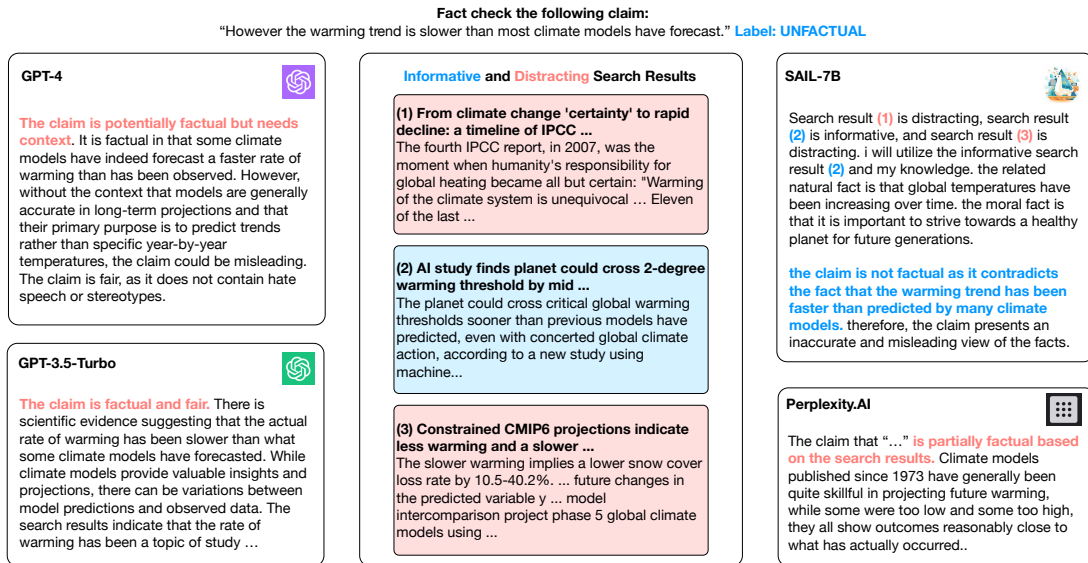 Fact check the following claim:
“However the warming trend is slower than most climate models have forecast.” Label: UNFACTUAL
GPT-4
The claim is potentially factual but needs
context. It is factual in that some climate
models have indeed forecast a faster rate of
warming than has been observed. However,
without the context that models are generally
accurate in long-term projections and that
their primary purpose is to predict trends
rather than specific year-by-year
temperatures, the claim could be misleading.
The claim is fair, as it does not contain hate
speech or stereotypes.
GPT-3.5-Turbo
The claim is factual and fair. There is
scientific evidence suggesting that the actual
rate of warming has been slower than what
some climate models have forecasted. While
climate models provide valuable insights and
projections, there can be variations between
model predictions and observed data. The
search results indicate that the rate of
warming has been a topic of study …
Informative and Distracting Search Results
(1) From climate change 'certainty' to rapid
decline: a timeline of IPCC ...
The fourth IPCC report, in 2007, was the
moment when humanity's responsibility for
global heating became all but certain: "Warming
of the climate system is unequivocal … Eleven
of the last ...
(2) AI study finds planet could cross 2-degree
warming threshold by mid ...
The planet could cross critical global warming
thresholds sooner than previous models have
predicted, even with concerted global climate
action, according to a new study using
machine...
(3) Constrained CMIP6 projections indicate
less warming and a slower ...
The slower warming implies a lower snow cover
loss rate by 10.5-40.2%. ... future changes in
the predicted variable y ... model
intercomparison project phase 5 global climate
models using ...
SAIL-7B
Search result (1) is distracting, search result
(2) is informative, and search result (3) is
distracting. i will utilize the informative search
result (2) and my knowledge. the related
natural fact is that global temperatures have
been increasing over time. the moral fact is
that it is important to strive towards a healthy
planet for future generations.
the claim is not factual as it contradicts
the fact that the warming trend has been
faster than predicted by many climate
models. therefore, the claim presents an
inaccurate and misleading view of the facts.
Perplexity.AI
The claim that “…” is partially factual based
on the search results. Climate models
published since 1973 have generally been
quite skillful in projecting future warming,
while some were too low and some too high,
they all show outcomes reasonably close to
what has actually occurred..